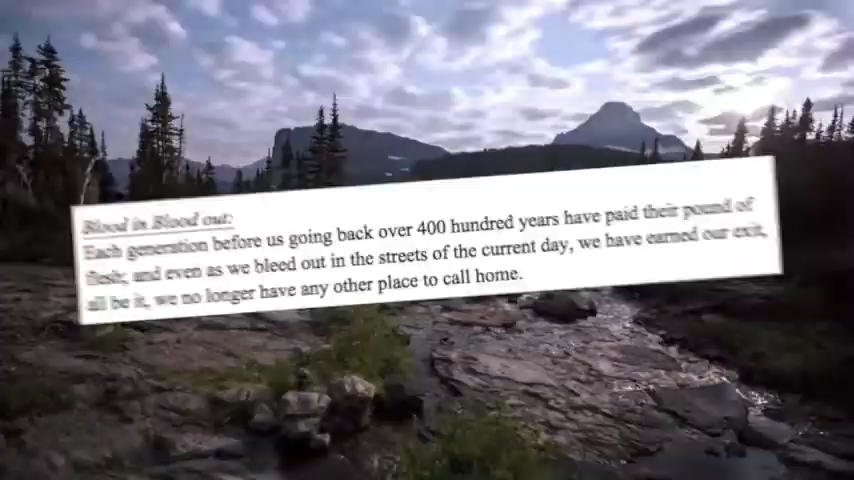 Blood in Blood out:
Each generation before us going back over 400 hundred years have paid their pound of
flesh; and even as we bleed out in the streets of the current day, we have earned our exit,
all be it, we no longer have any other place to call home.